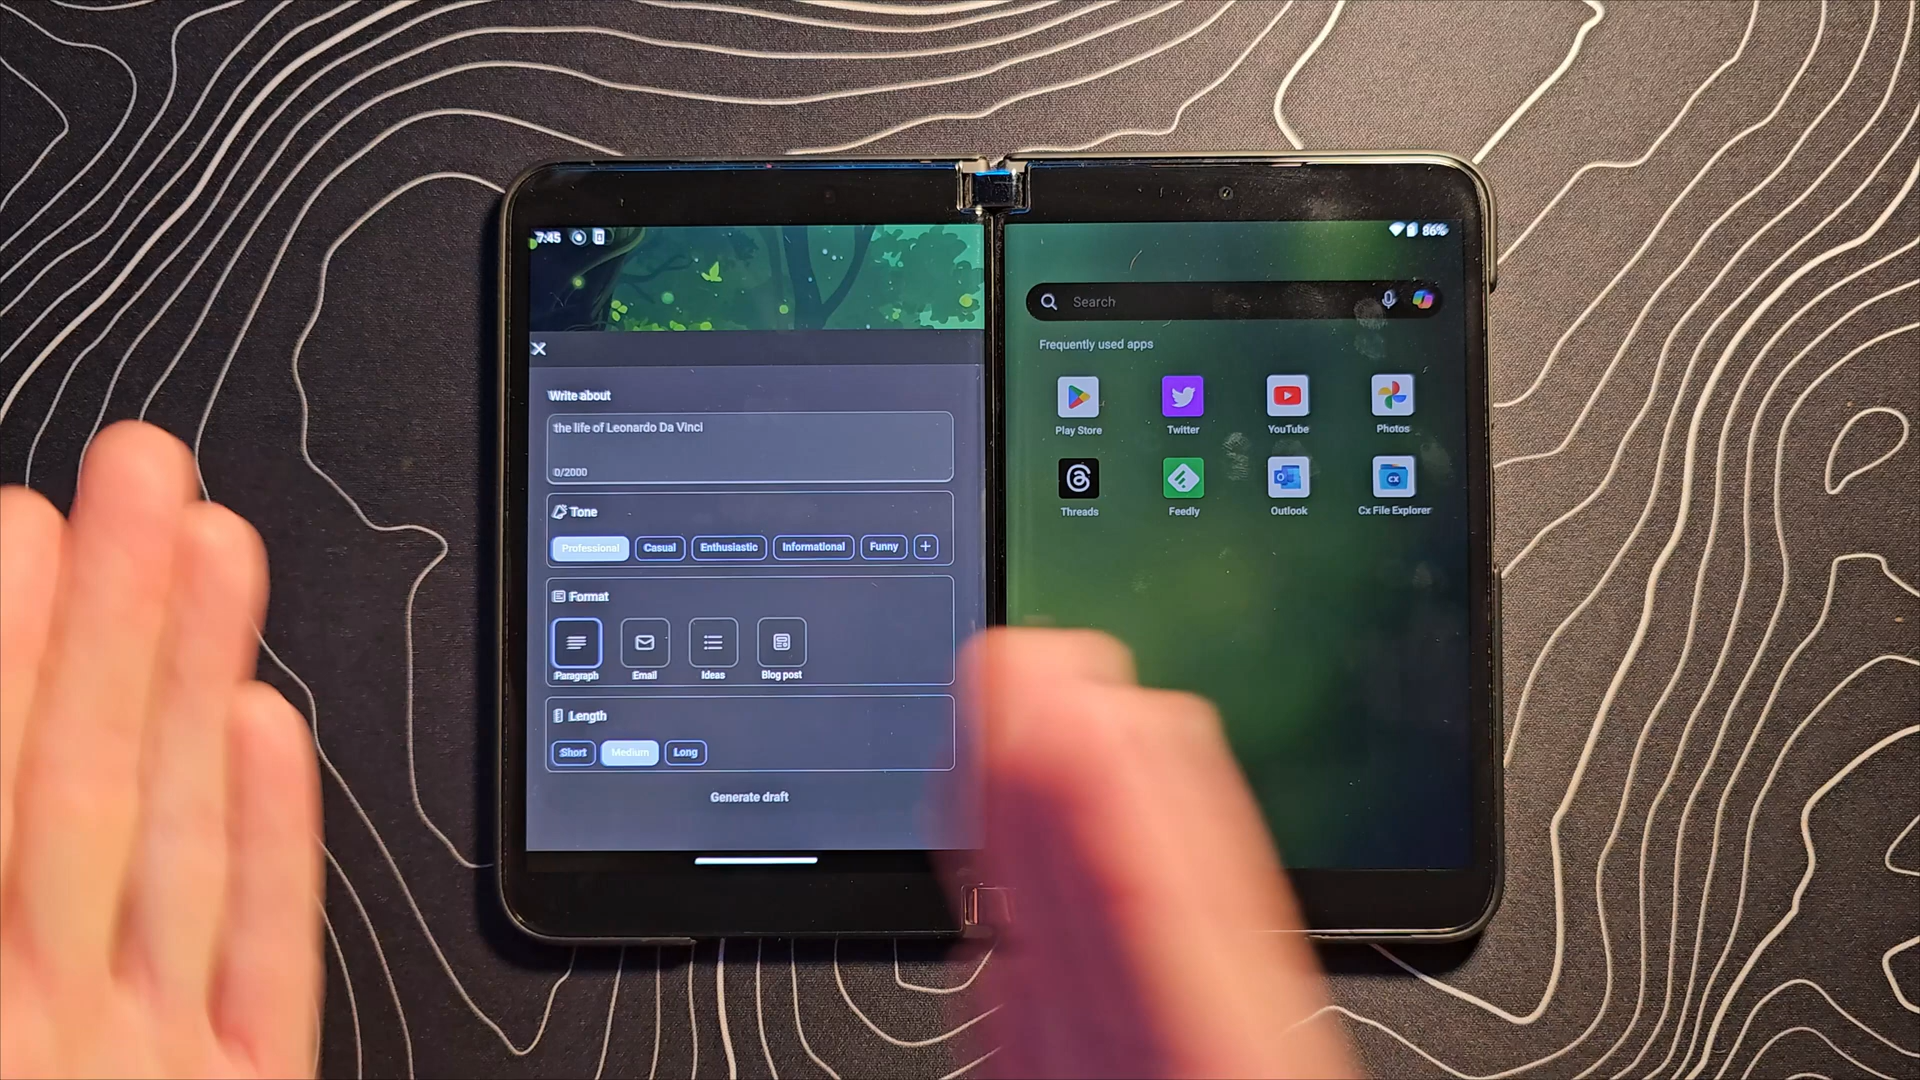 7:45
Write about
the life of Leonardo Da Vinci
0/2000
Tone
Professional Casual Enthusiastic Informational Funny +
Format
Paragraph Email Ideas Blog post
Length
Short Medium Long
Generate draft
86%
Search
Frequently used apps
Play Store Twitter YouTube Photos
Threads Feedly Outlook Cx File Explorer